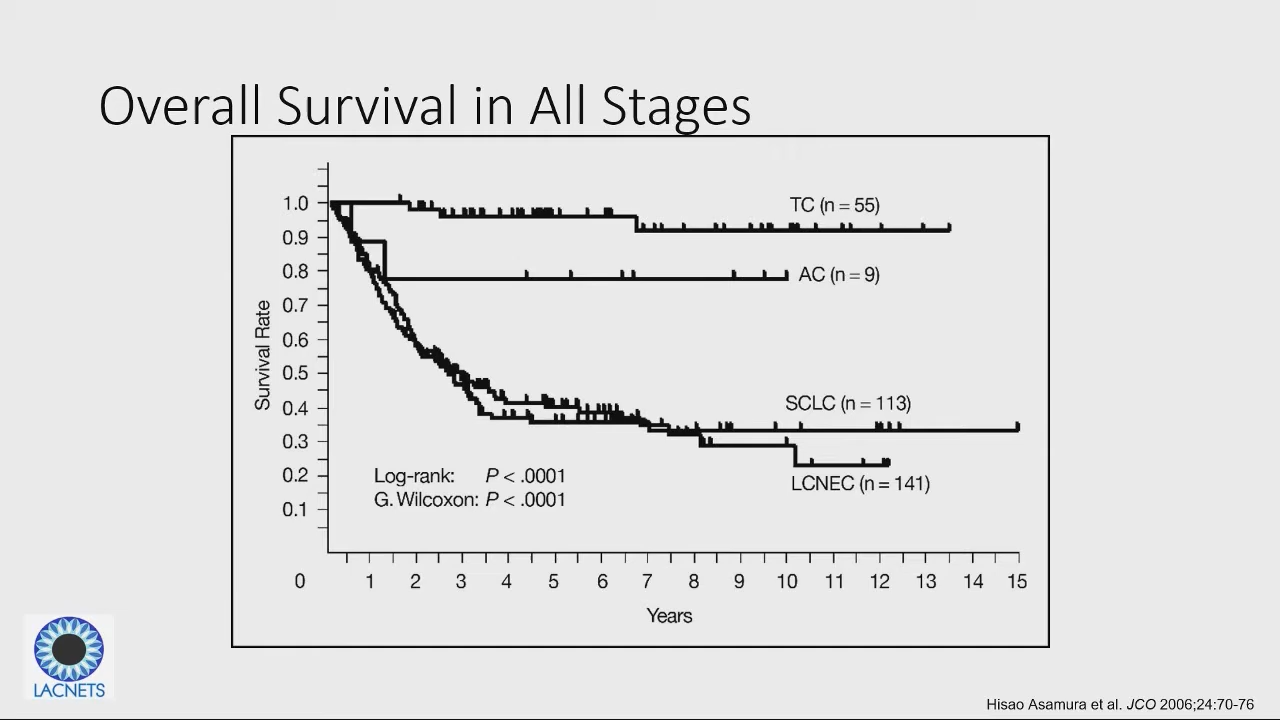 Overall Survival in All Stages
1.0
0.9
0.8
0.7
0.6
0.5
0.4
0.3
0.2
0.1
Survival Rate
TC (n = 55)
AC (n = 9)
SCLC (n = 113)
LCNEC (n = 141)
Log-rank: P < .0001
G. Wilcoxon: P < .0001
0 1 2 3 4 5 6 7 8 9 10 11 12 13 14 15
Years
LACNETS
Hisao Asamura et al. JCO 2006;24:70-76